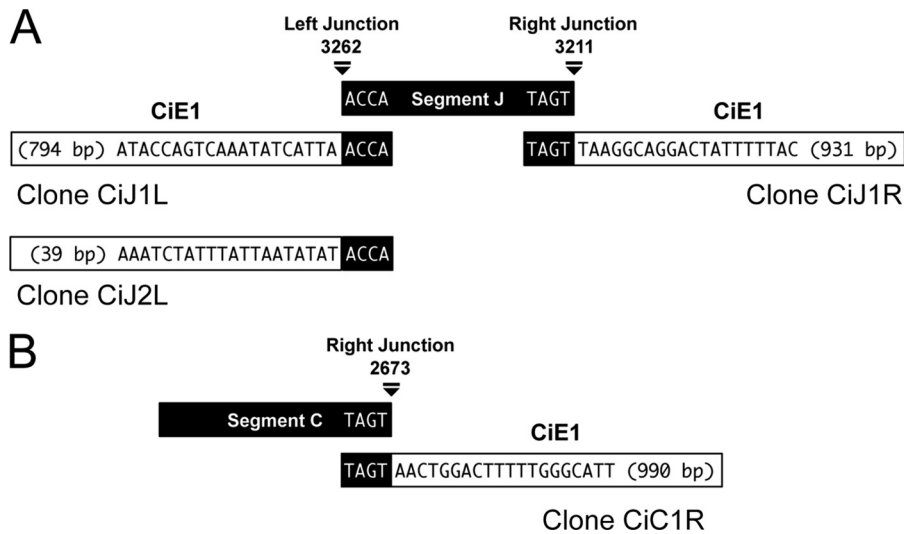 A
Left Junction
3262
Right Junction
3211
ACCA Segment J TAGT
CiE1
CiE1
(794 bp) ATACCAGTCAAATATCATTA ACCA
TAGT TAAGGCAGGACTATTTTTAC (931 bp)
Clone CiJ1L
Clone CiJ1R
(39 bp) AAATCTATTTATTAATATAT ACCA
Clone CiJ2L
B
Right Junction
2673
Segment C TAGT
CiE1
TAGT AACTGGACTTTTTGGGCATT (990 bp)
Clone CiC1R